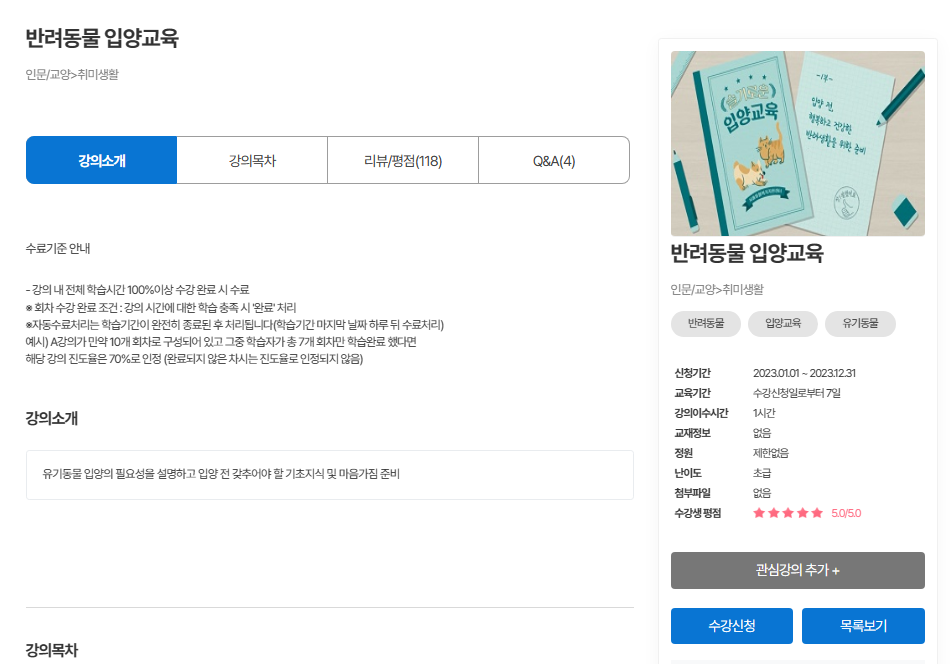 반려동물 입양교육
인문/교양>취미생활
강의소개
강의목차
리뷰/평점(118)
Q&A(4)
수료기준 안내
- 강의 내 전체 학습시간 100%이상 수강 완료 시 수료
※ 회차 수강 완료 조건 : 강의 시간에 대한 학습 충족 시 '완료' 처리
※자동수료처리는 학습기간이 완전히 종료된 후 처리됩니다(학습기간 마지막 날짜 하루 뒤 수료처리)
예시) A강의가 만약 10개 회차로 구성되어 있고 그중 학습자가 총 7개 회차만 학습완료 했다면
해당 강의 진도율은 70%로 인정 (완료되지 않은 차시는 진도율로 인정되지 않음)
강의소개
유기동물 입양의 필요성을 설명하고 입양 전 갖추어야 할 기초지식 및 마음가짐 준비
강의목차
슬기로운
입양교육
~1부~
입양 전,
행복하고 건강한
반려생활을 위한 준비
반려동물 입양교육
인문/교양>취미생활
반려동물
입양교육
유기동물
신청기간 2023.01.01 ~ 2023.12.31
교육기간 수강신청일로부터 7일
강의이수시간 1시간
교재정보 없음
정원 제한없음
난이도 초급
첨부파일 없음
수강생 평점 ★★★★★ 5.0/5.0
관심강의 추가 +
수강신청
목록보기